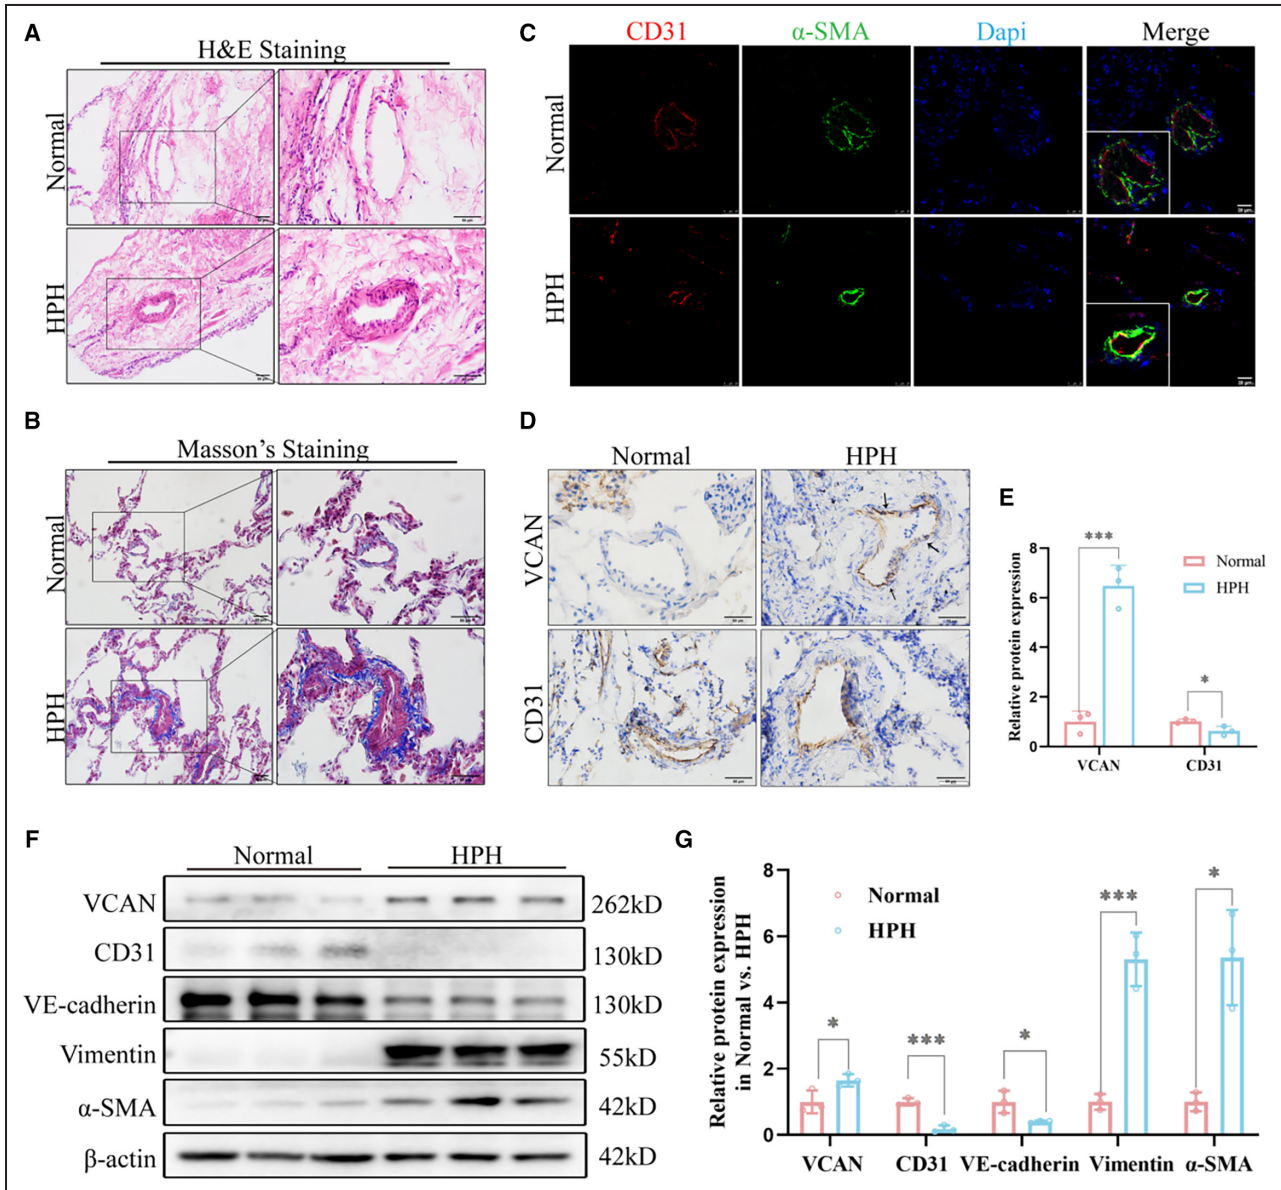 A
H&E Staining
Normal
HPH
B
Masson's Staining
Normal
HPH
C
CD31
α-SMA
Dapi
Merge
Normal
HPH
D
Normal
HPH
VCAN
CD31
E
Relative protein expression
8
6
4
2
0
***
*
Normal
HPH
VCAN
CD31
F
Normal
HPH
VCAN
262kD
CD31
130kD
VE-cadherin
130kD
Vimentin
55kD
α-SMA
42kD
β-actin
42kD
G
Relative protein expression
in Normal vs. HPH
8
6
4
2
0
Normal
HPH
*
***
*
***
*
VCAN
CD31
VE-cadherin
Vimentin
α-SMA